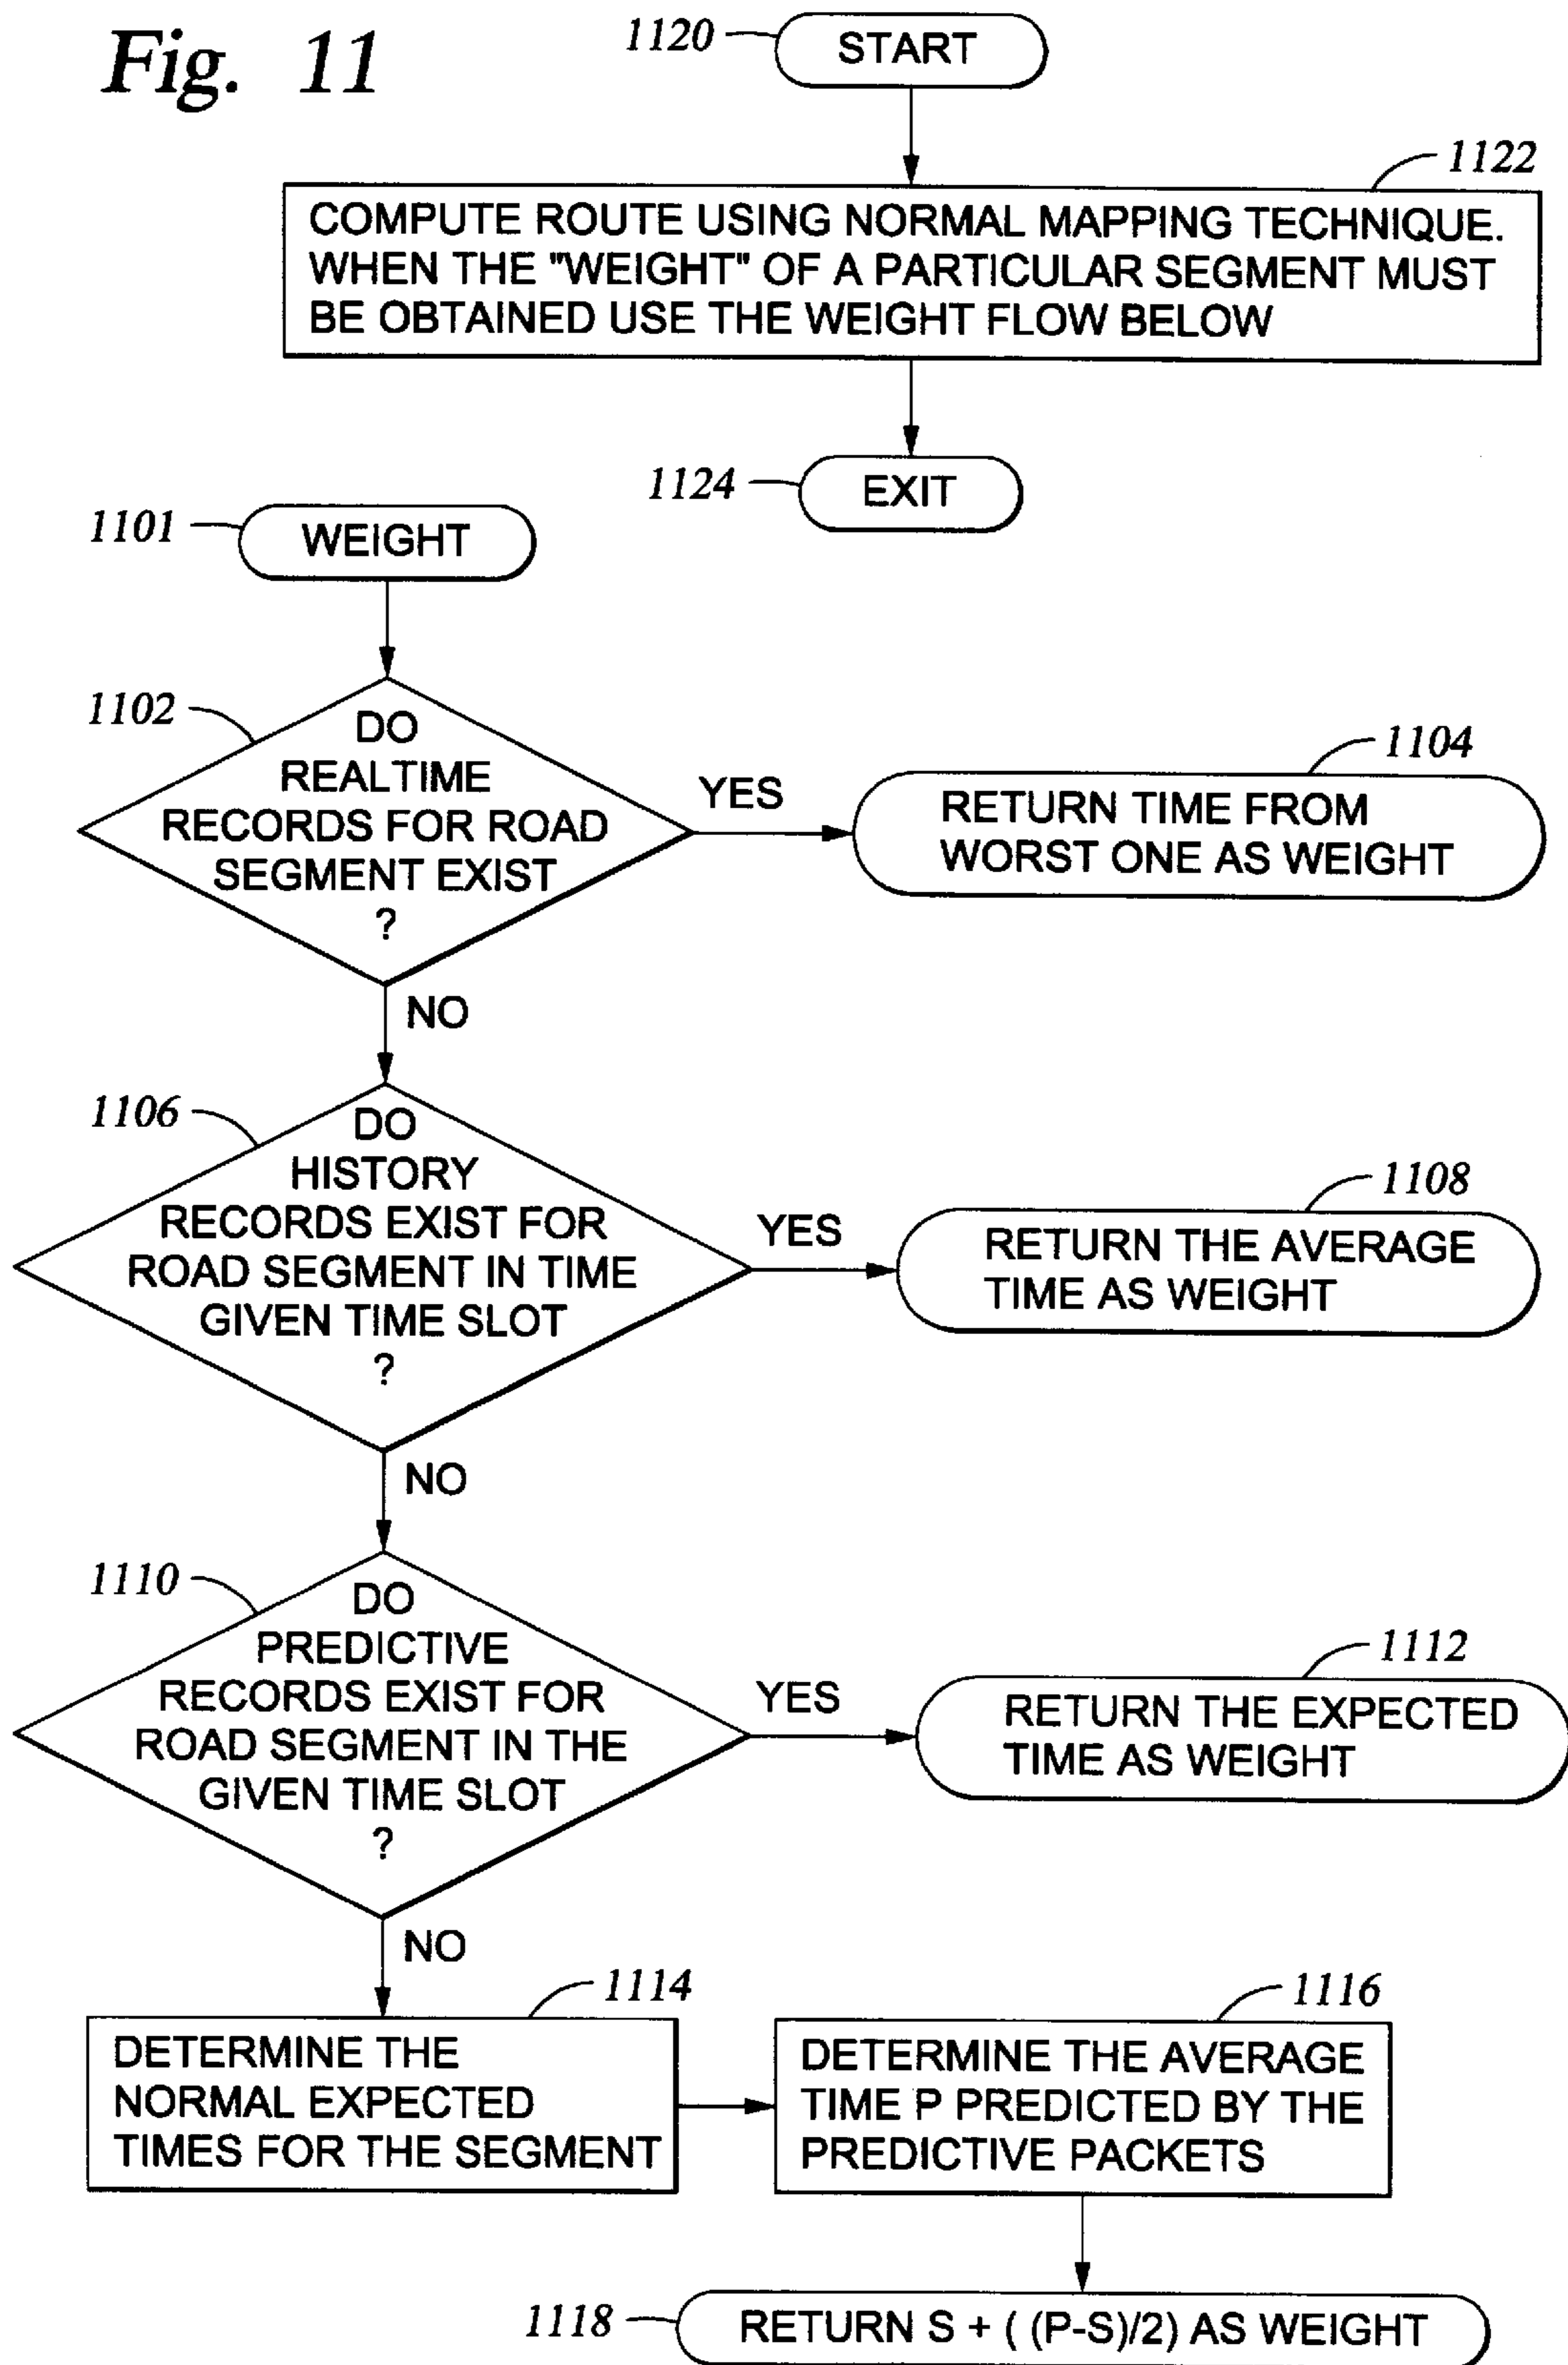 Fig. 11
1120
START
1122
COMPUTE ROUTE USING NORMAL MAPPING TECHNIQUE.
WHEN THE "WEIGHT" OF A PARTICULAR SEGMENT MUST
BE OBTAINED USE THE WEIGHT FLOW BELOW
1124
EXIT
1101
WEIGHT
1102
DO
REALTIME
RECORDS FOR ROAD
SEGMENT EXIST
?
YES
1104
RETURN TIME FROM
WORST ONE AS WEIGHT
NO
1106
DO
HISTORY
RECORDS EXIST FOR
ROAD SEGMENT IN TIME
GIVEN TIME SLOT
?
YES
1108
RETURN THE AVERAGE
TIME AS WEIGHT
NO
1110
DO
PREDICTIVE
RECORDS EXIST FOR
ROAD SEGMENT IN THE
GIVEN TIME SLOT
?
YES
1112
RETURN THE EXPECTED
TIME AS WEIGHT
NO
1114
DETERMINE THE
NORMAL EXPECTED
TIMES FOR THE SEGMENT
1116
DETERMINE THE AVERAGE
TIME P PREDICTED BY THE
PREDICTIVE PACKETS
1118
RETURN S + ( (P-S)/2) AS WEIGHT